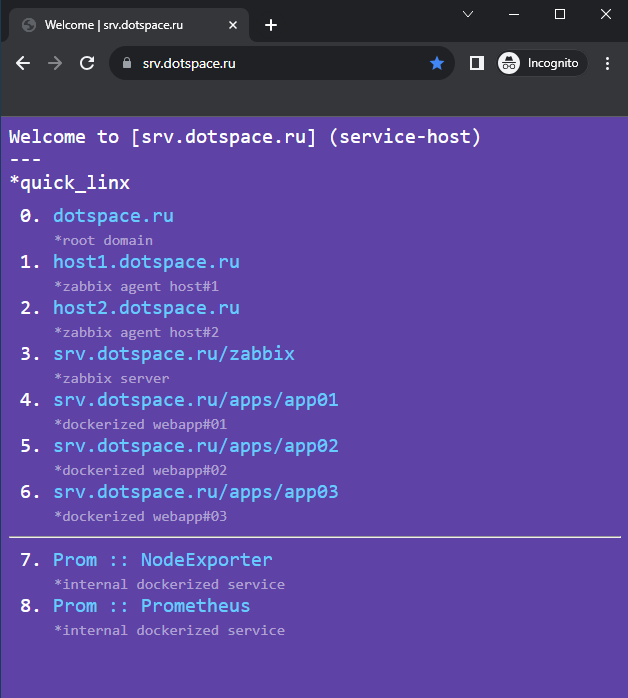 Welcome | srv.dotspace.ru
srv.dotspace.ru
Incognito
Welcome to [srv.dotspace.ru] (service-host)
---
*quick_linx
0. dotspace.ru
*root domain
1. host1.dotspace.ru
*zabbix agent host#1
2. host2.dotspace.ru
*zabbix agent host#2
3. srv.dotspace.ru/zabbix
*zabbix server
4. srv.dotspace.ru/apps/app01
*dockerized webapp#01
5. srv.dotspace.ru/apps/app02
*dockerized webapp#02
6. srv.dotspace.ru/apps/app03
*dockerized webapp#03
7. Prom :: NodeExporter
*internal dockerized service
8. Prom :: Prometheus
*internal dockerized service